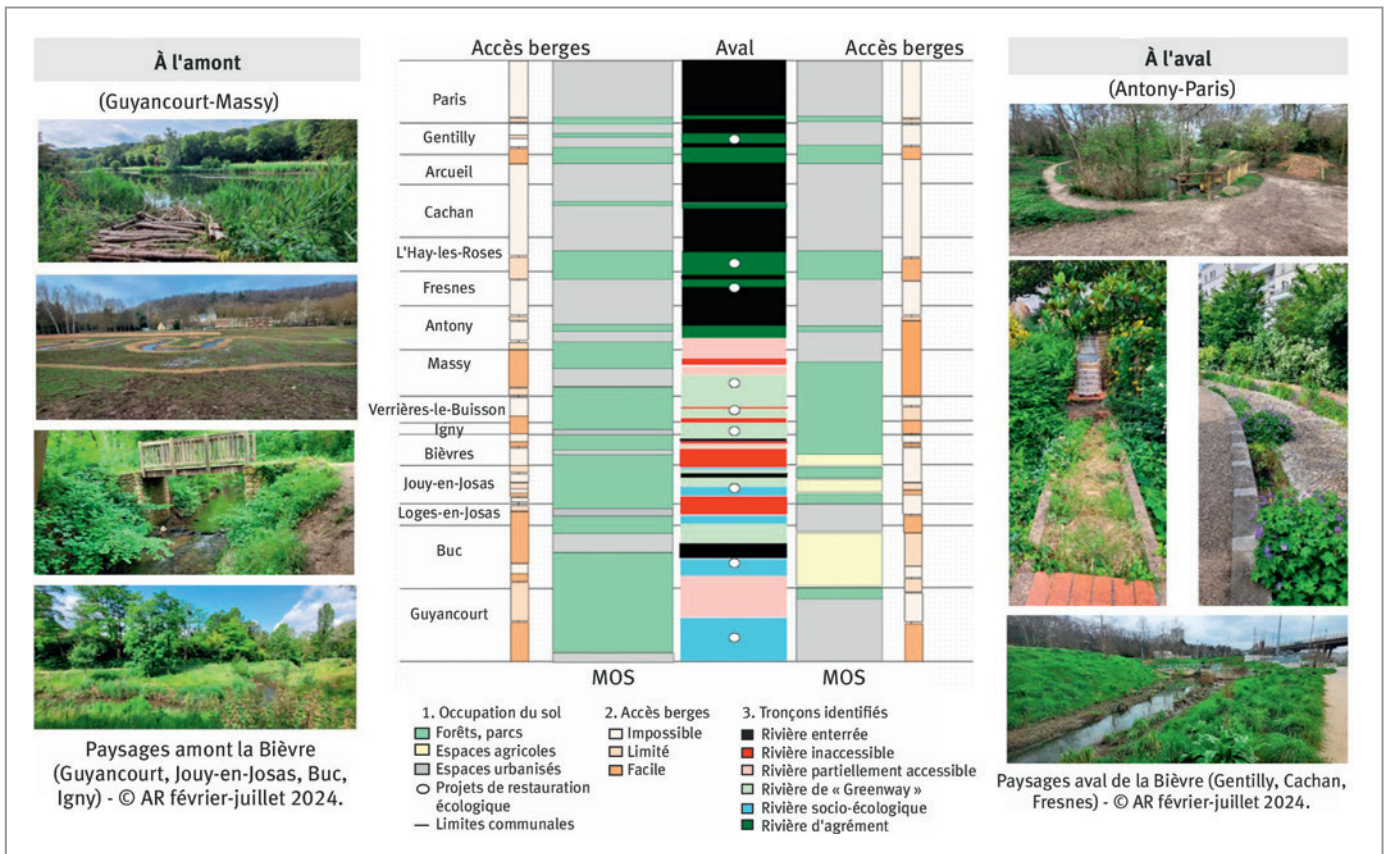 À l'amont
(Guyancourt-Massy)
Paysages amont la Bièvre
(Guyancourt, Jouy-en-Josas, Buc,
Igny) - © AR février-juillet 2024.
Accès berges
Aval
Accès berges
Paris
Gentilly
Arcueil
Cachan
L'Hay-les-Roses
Fresnes
Antony
Massy
Verrières-le-Buisson
Igny
Bièvres
Jouy-en-Josas
Loges-en-Josas
Buc
Guyancourt
MOS
MOS
1. Occupation du sol
Forêts, parcs
Espaces agricoles
Espaces urbanisés
Projets de restauration
écologique
Limites communales
2. Accès berges
Impossible
Limité
Facile
3. Tronçons identifiés
Rivière enterrée
Rivière inaccessible
Rivière partiellement accessible
Rivière de « Greenway »
Rivière socio-écologique
Rivière d'agrément
À l'aval
(Antony-Paris)
Paysages aval de la Bièvre (Gentilly, Cachan,
Fresnes) - © AR février-juillet 2024.